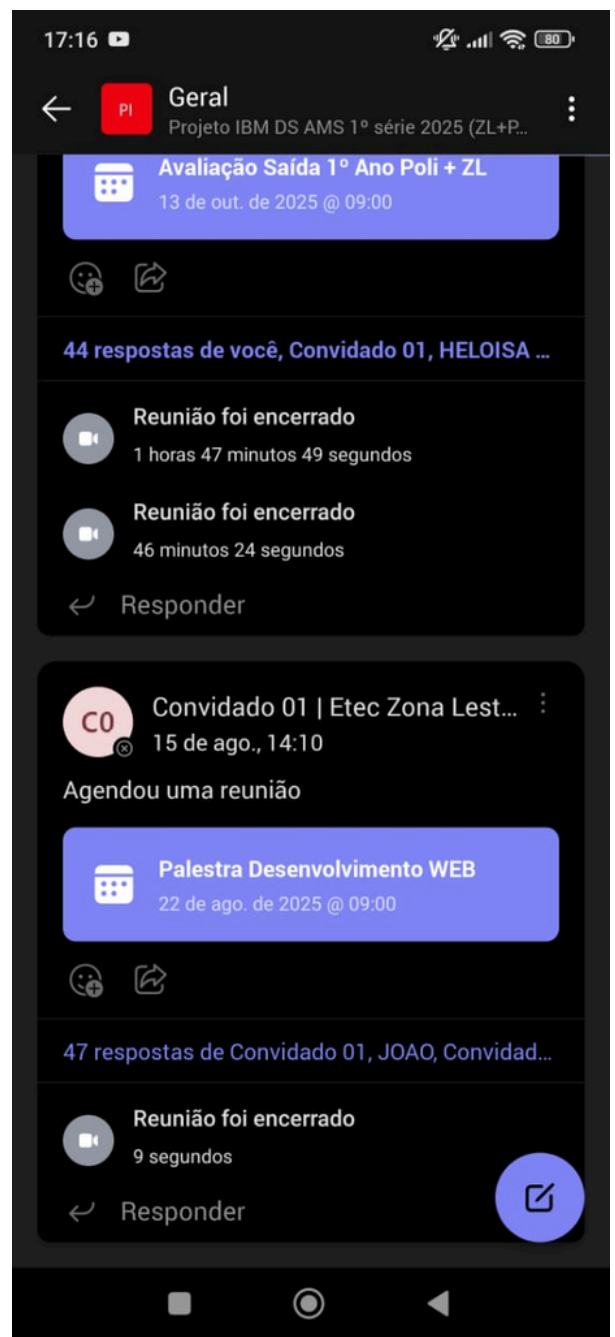 17:16
80
PI
Geral
Projeto IBM DS AMS 1º série 2025 (ZL+P...
Avaliação Saída 1º Ano Poli + ZL
13 de out. de 2025 @ 09:00
44 respostas de você, Convidado 01, HELOISA ...
Reunião foi encerrado
1 horas 47 minutos 49 segundos
Reunião foi encerrado
46 minutos 24 segundos
Responder
C0
Convidado 01 | Etec Zona Lest...
15 de ago., 14:10
Agendou uma reunião
Palestra Desenvolvimento WEB
22 de ago. de 2025 @ 09:00
47 respostas de Convidado 01, JOAO, Convidad...
Reunião foi encerrado
9 segundos
Responder